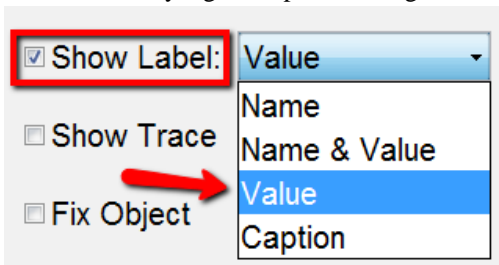 Show Label: Value
Name
Show Trace
Name & Value
Value
Fix Object
Caption